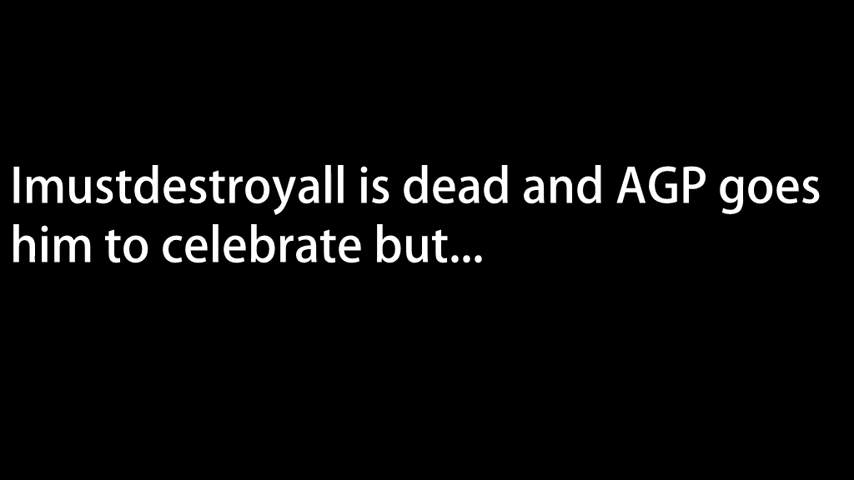 Imustdestroyall is dead and AGP goes
him to celebrate but...